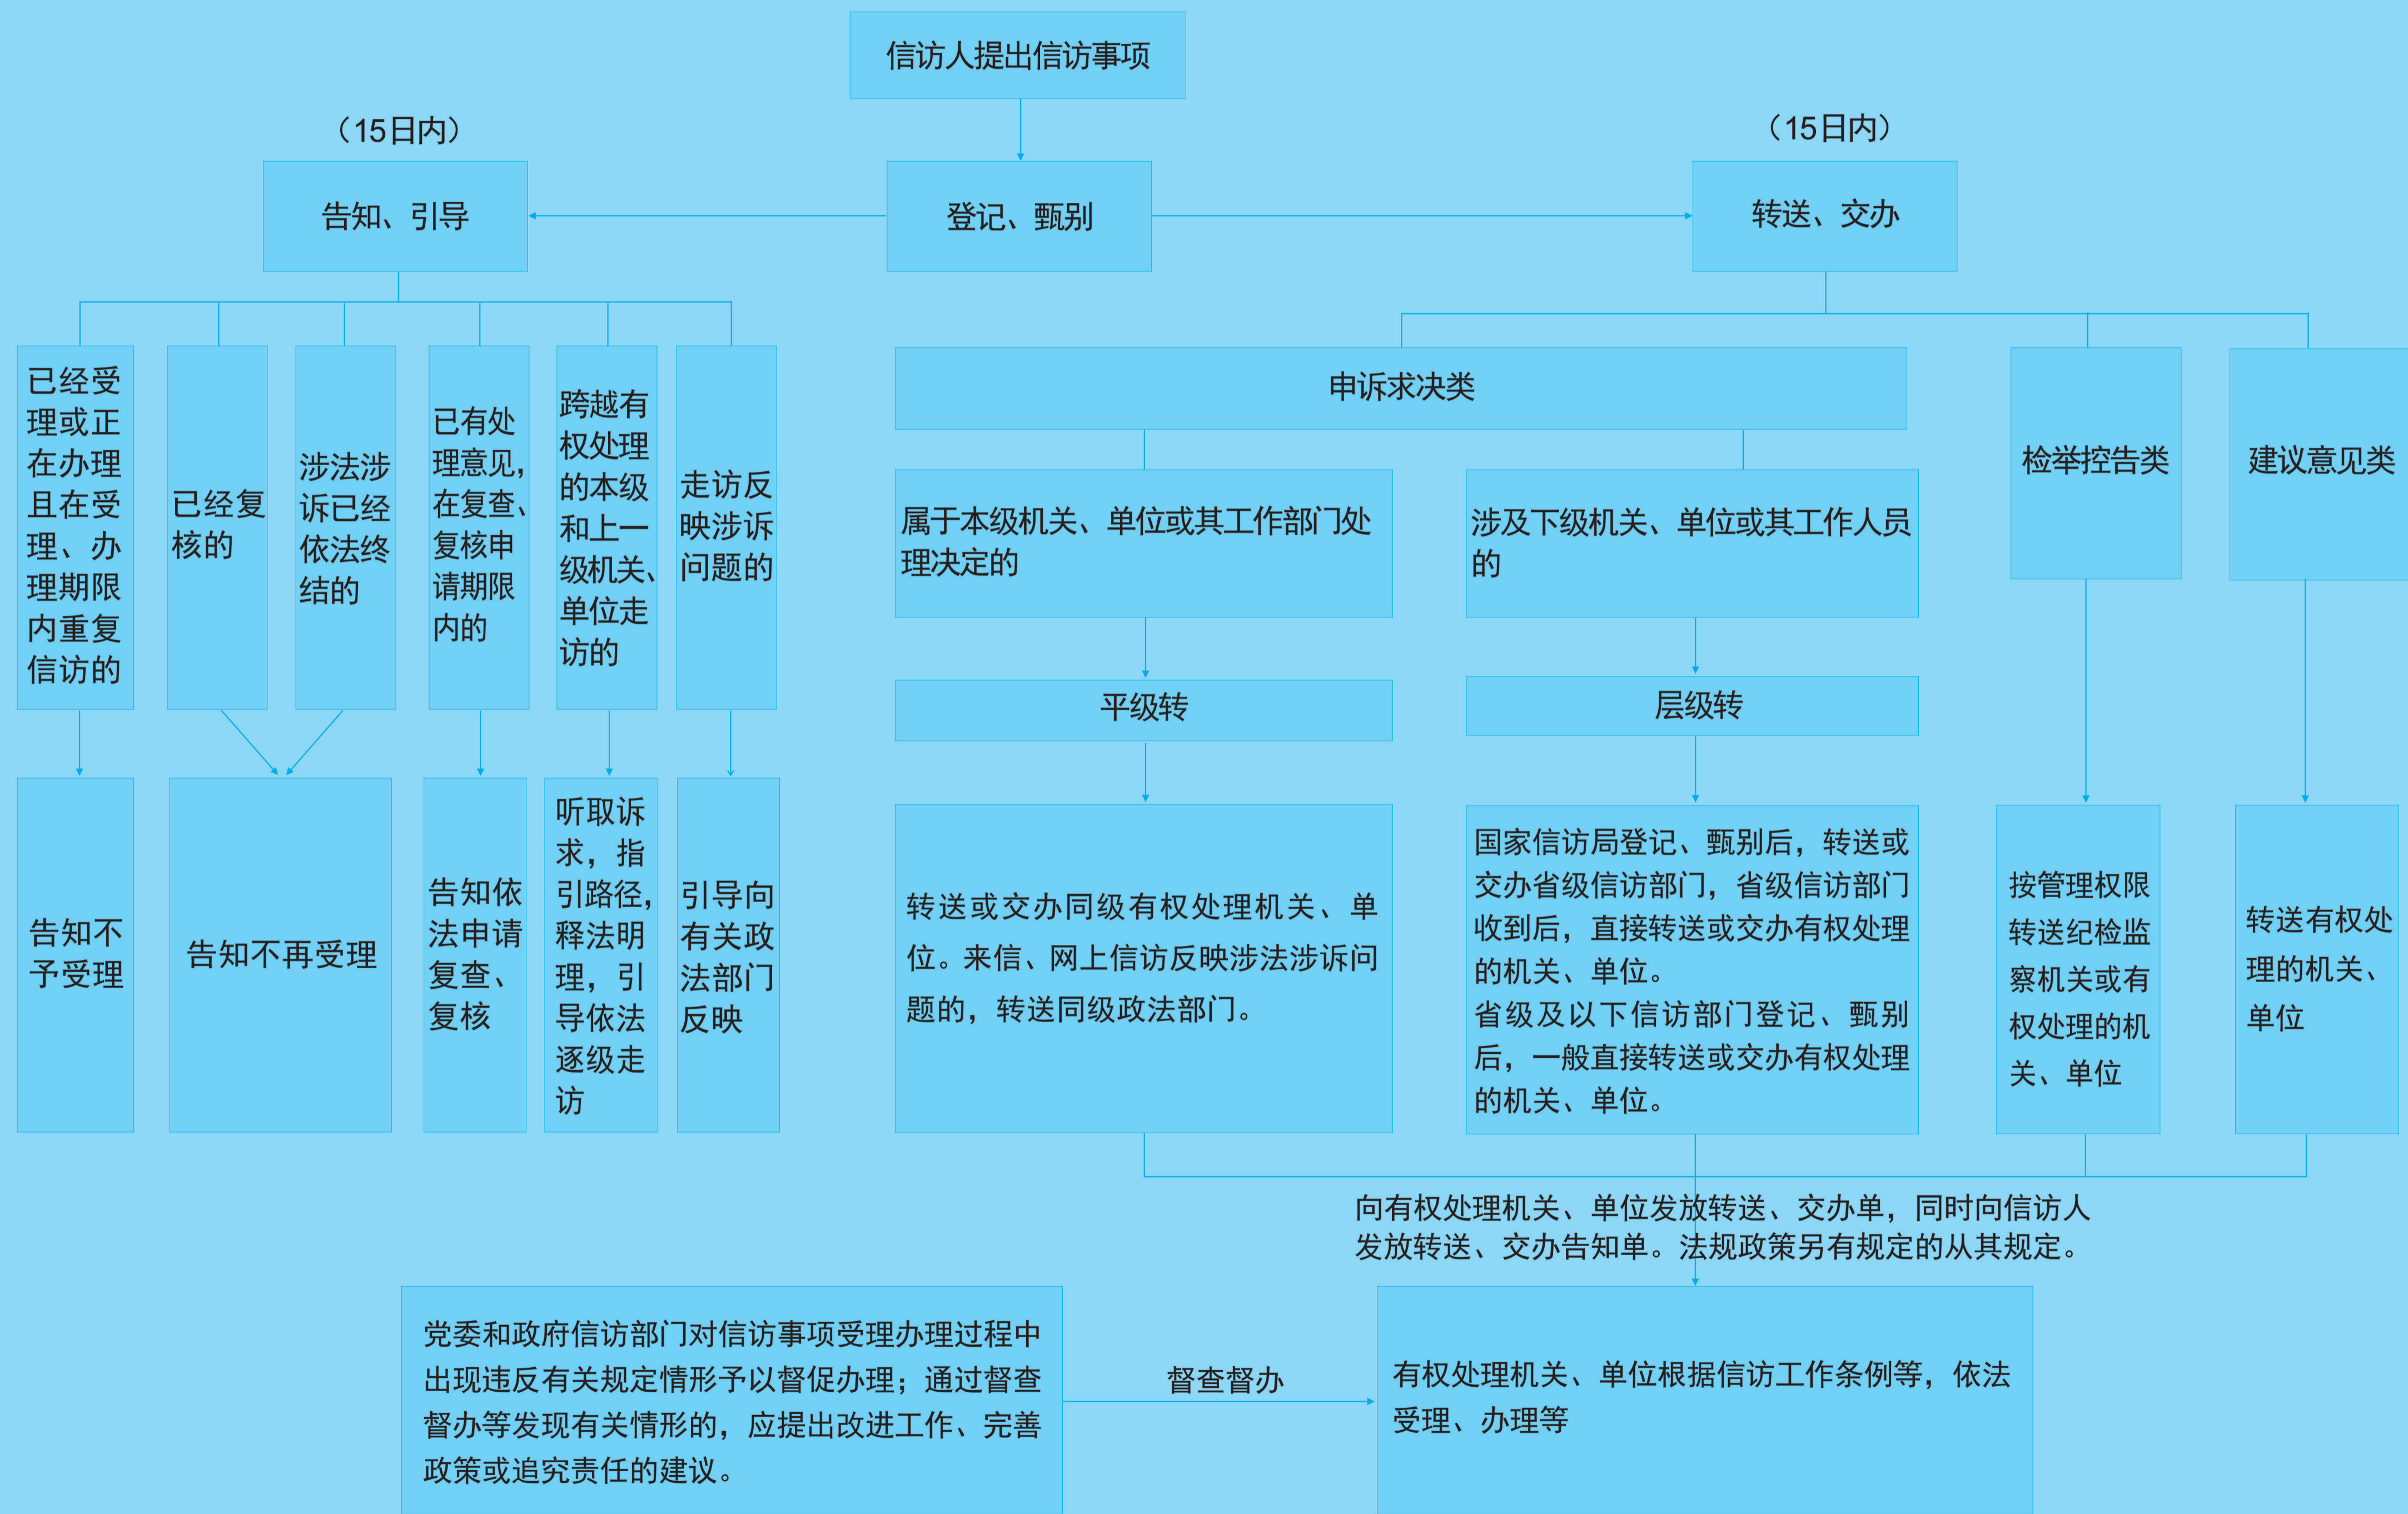 信访人提出信访事项
（15日内）
（15日内）
告知、引导
登记、甄别
转送、交办
已经受
理或正
在办理
且在受
理、办
理期限
内重复
信访的
已经复
核的
涉法涉
诉已经
依法终
结的
已有处
理意见，
在复查、
复核申
请期限
内的
跨越有
权处理
的本级
和上一
级机关、
单位走
访的
走访反
映涉诉
问题的
申诉求决类
属于本级机关、单位或其工作部门处
理决定的
涉及下级机关、单位或其工作人员
的
检举控告类
建议意见类
平级转
层级转
告知不
予受理
告知不再受理
告知依
法申请
复查、
复核
听取诉
求，指
引路径，
释法明
理，引
导依法
逐级走
访
引导向
有关政
法部门
反映
转送或交办同级有权处理机关、单
位。来信、网上信访反映涉法涉诉问
题的，转送同级政法部门。
国家信访局登记、甄别后，转送或
交办省级信访部门，省级信访部门
收到后，直接转送或交办有权处理
的机关、单位。
省级及以下信访部门登记、甄别
后，一般直接转送或交办有权处理
的机关、单位。
按管理权限
转送纪检监
察机关或有
权处理的机
关、单位
转送有权处
理的机关、
单位
向有权处理机关、单位发放转送、交办单，同时向信访人
发放转送、交办告知单。法规政策另有规定的从其规定。
党委和政府信访部门对信访事项受理办理过程中
出现违反有关规定情形予以督促办理；通过督查
督办等发现有关情形的，应提出改进工作、完善
政策或追究责任的建议。
督查督办
有权处理机关、单位根据信访工作条例等，依法
受理、办理等